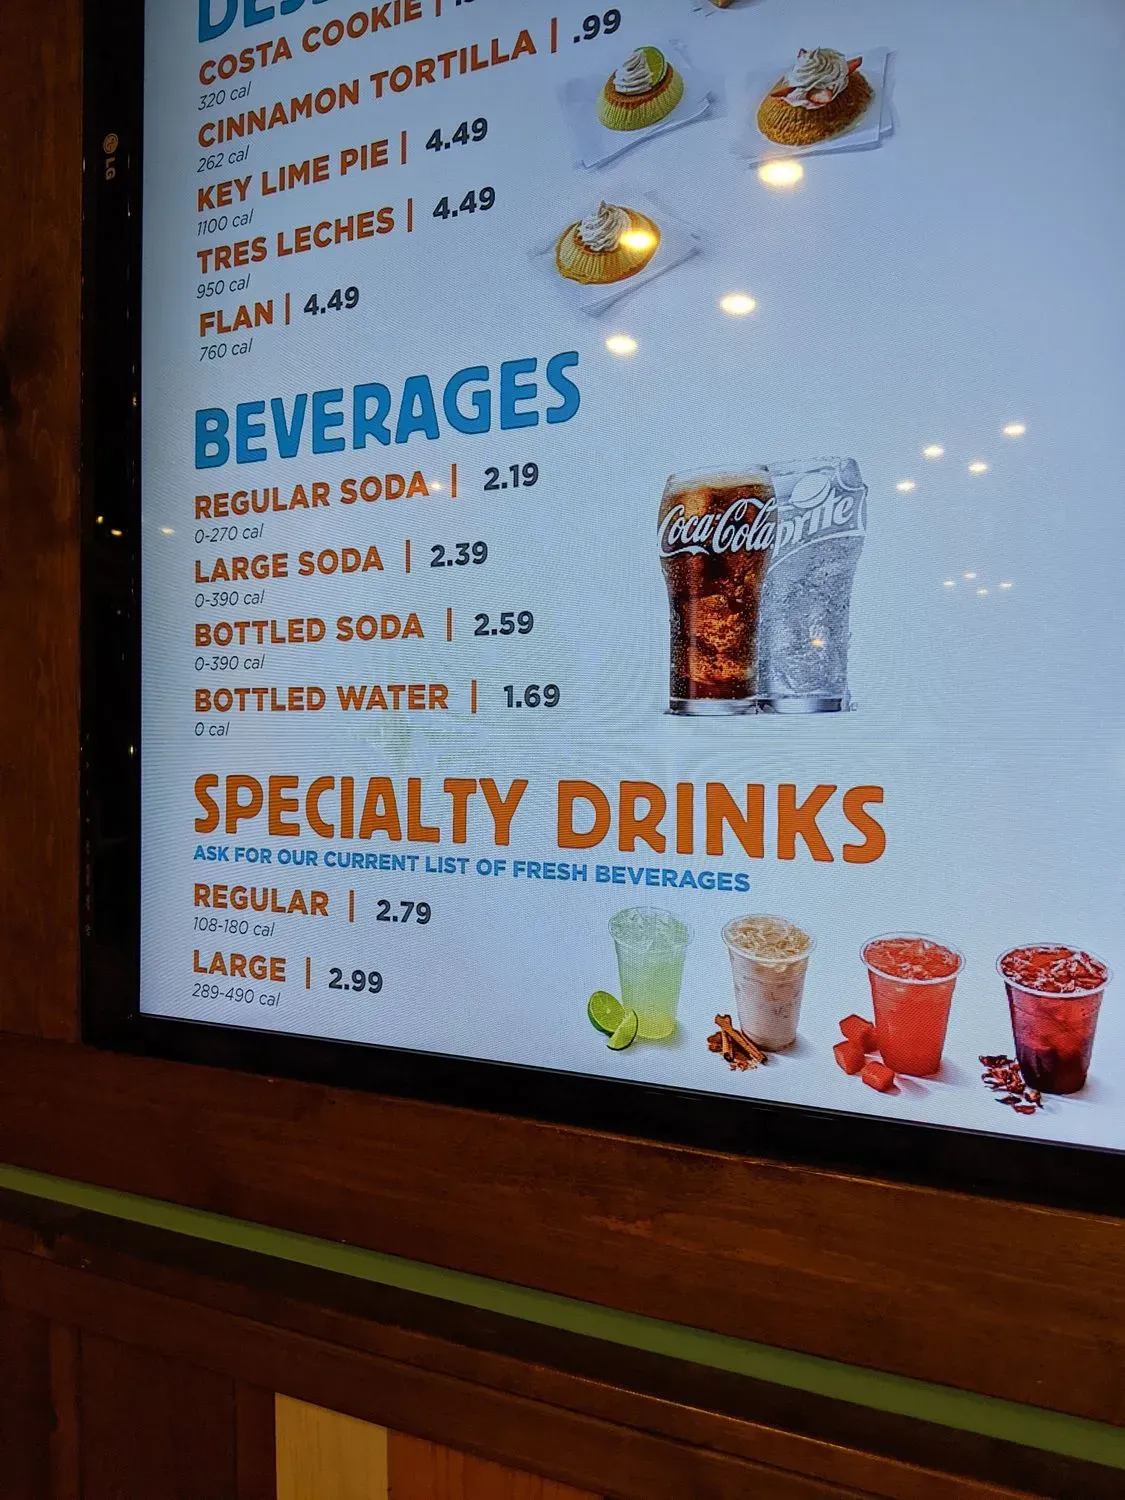 COSTA COOKIE |
320 cal
CINNAMON TORTILLA | .99
262 cal
KEY LIME PIE | 4.49
1100 cal
TRES LECHES | 4.49
950 cal
FLAN | 4.49
760 cal
BEVERAGES
REGULAR SODA | 2.19
0-270 cal
LARGE SODA | 2.39
0-390 cal
BOTTLED SODA | 2.59
0-390 cal
BOTTLED WATER | 1.69
0 cal
Coca-Cola
Sprite
SPECIALTY DRINKS
ASK FOR OUR CURRENT LIST OF FRESH BEVERAGES
REGULAR | 2.79
108-180 cal
LARGE | 2.99
289-490 cal
LG